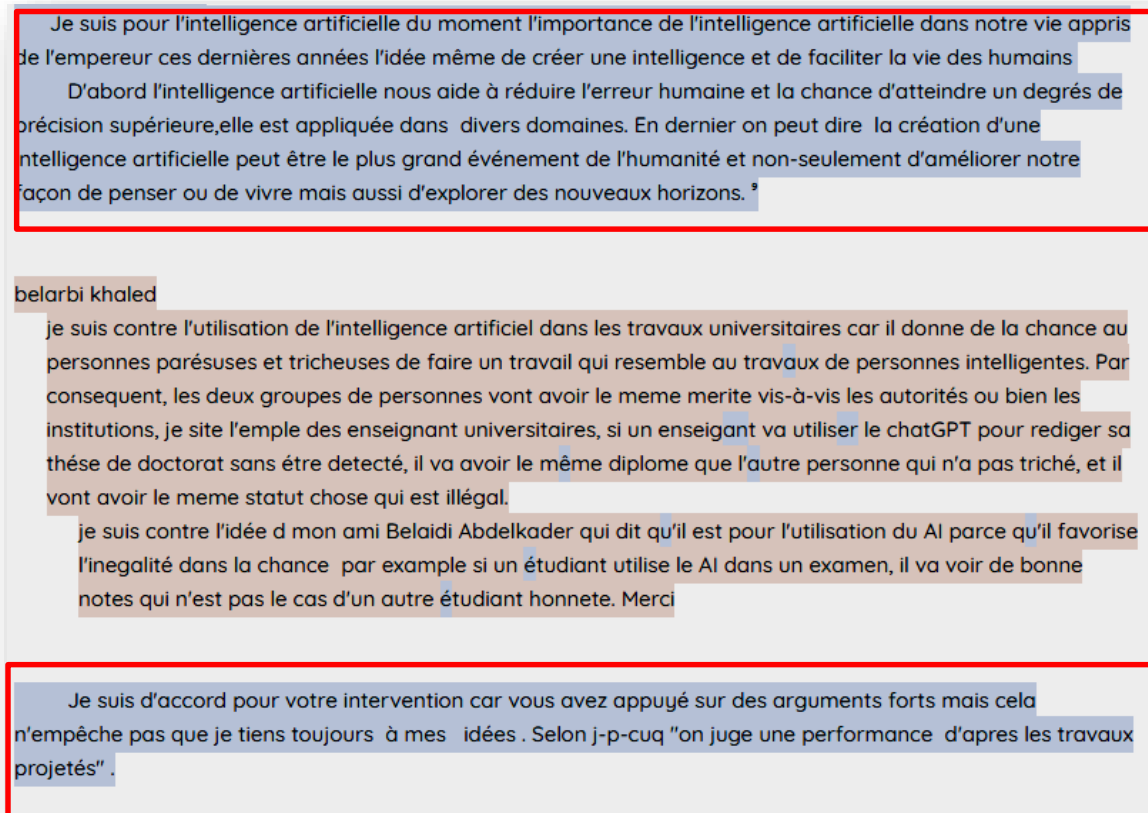 Je suis pour l'intelligence artificielle du moment l'importance de l'intelligence artificielle dans notre vie appris
de l'empereur ces dernières années l'idée même de créer une intelligence et de faciliter la vie des humains
D'abord l'intelligence artificielle nous aide à réduire l'erreur humaine et la chance d'atteindre un degrés de
précision supérieure,elle est appliquée dans divers domaines. En dernier on peut dire la création d'une
intelligence artificielle peut être le plus grand événement de l'humanité et non-seulement d'améliorer notre
façon de penser ou de vivre mais aussi d'explorer des nouveaux horizons. ⁹
belarbi khaled
je suis contre l'utilisation de l'intelligence artificiel dans les travaux universitaires car il donne de la chance au
personnes parésuses et tricheuses de faire un travail qui resemble au travaux de personnes intelligentes. Par
consequent, les deux groupes de personnes vont avoir le meme merite vis-à-vis les autorités ou bien les
institutions, je site l'emple des enseignant universitaires, si un enseigant va utiliser le chatGPT pour rediger sa
thése de doctorat sans étre detecté, il va avoir le même diplome que l'autre personne qui n'a pas triché, et il
vont avoir le meme statut chose qui est illégal.
je suis contre l'idée d mon ami Belaidi Abdelkader qui dit qu'il est pour l'utilisation du AI parce qu'il favorise
l'inegalité dans la chance par example si un étudiant utilise le AI dans un examen, il va voir de bonne
notes qui n'est pas le cas d'un autre étudiant honnete. Merci
Je suis d'accord pour votre intervention car vous avez appuyé sur des arguments forts mais cela
n'empêche pas que je tiens toujours à mes idées . Selon j-p-cuq "on juge une performance d'apres les travaux
projetés" .